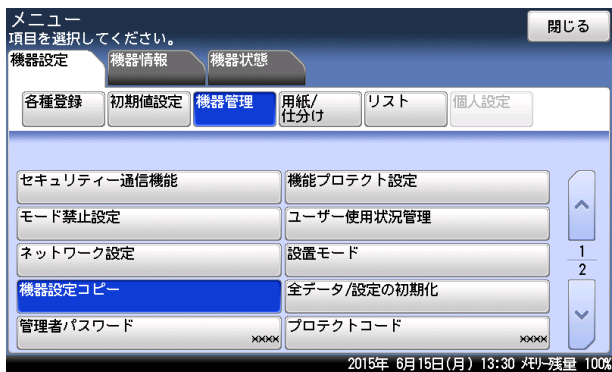 メニュー
閉じる
項目を選択してください。
機器設定
機器情報
機器状態
各種登録
初期値設定
機器管理
用紙/
仕分け
リスト
個人設定
セキュリティー通信機能
機能プロテクト設定
モード禁止設定
ユーザー使用状況管理
ネットワーク設定
設置モード
1
2
機器設定コピー
全データ/設定の初期化
管理者パスワード
××××
プロテクトコード
××××
2015年 6月15日(月) 13:30 ﾒﾓﾘｰ残量 100%